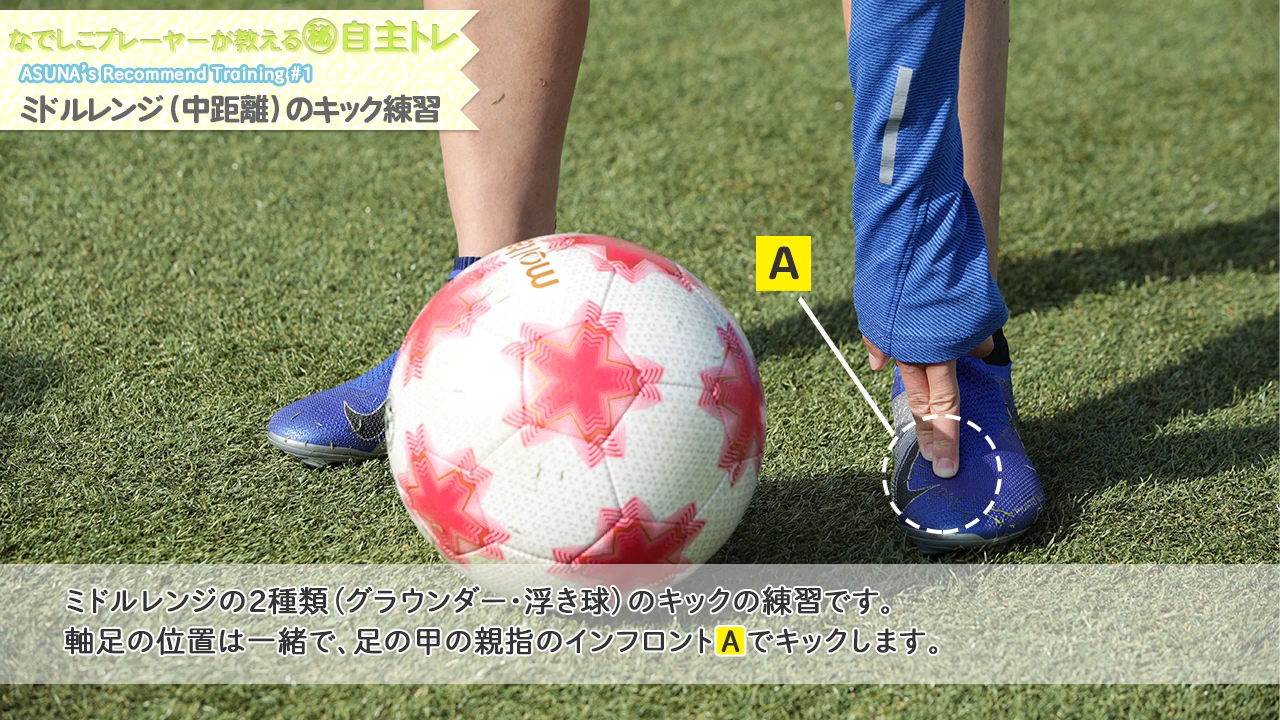 なでしこプレーヤーが教える㊙自主トレ
ASUNA's Recommend Training #1
ミドルレンジ（中距離）のキック練習
A
ミドルレンジの2種類（グラウンダー・浮き球）のキックの練習です。
軸足の位置は一緒で、足の甲の親指のインフロントAでキックします。